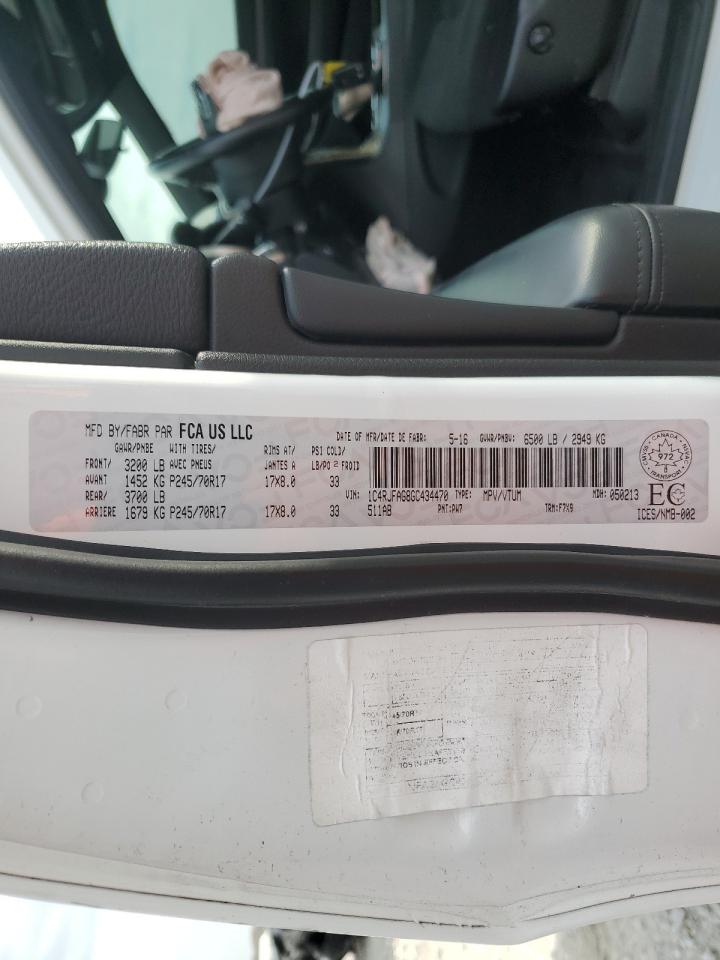 MFD BY/FABR PAR FCA US LLC
DATE OF MFR/DATE DE FABR: 5-16 GVWR/PNBV: 6500 LB / 2949 KG
GAWR/PNBE WITH TIRES/ RIMS AT/ PSI COLD/
FRONT/ 3200 LB AVEC PNEUS JANTES A LB/PO2 FROID
AVANT 1452 KG P245/70R17 17X8.0 33
REAR/ 3700 LB
ARRIERE 1679 KG P245/70R17 17X8.0 33
VIN: 1C4RJFAG8GC434470 TYPE: MPV/VTUM MDH: 050213
511AB PNT: PW7 TRM: F7X9
CANADA
972
TRANSPORT
EC
ICES/NMB-002